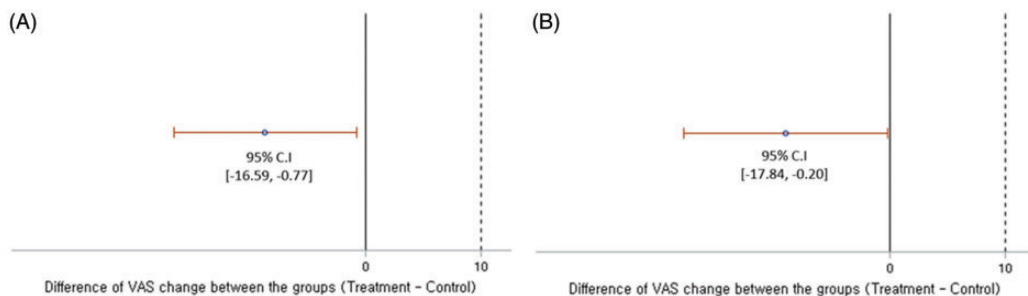 (A)
95% C.I
[-16.59, -0.77]
0
10
Difference of VAS change between the groups (Treatment - Control)
(B)
95% C.I
[-17.84, -0.20]
0
10
Difference of VAS change between the groups (Treatment - Control)